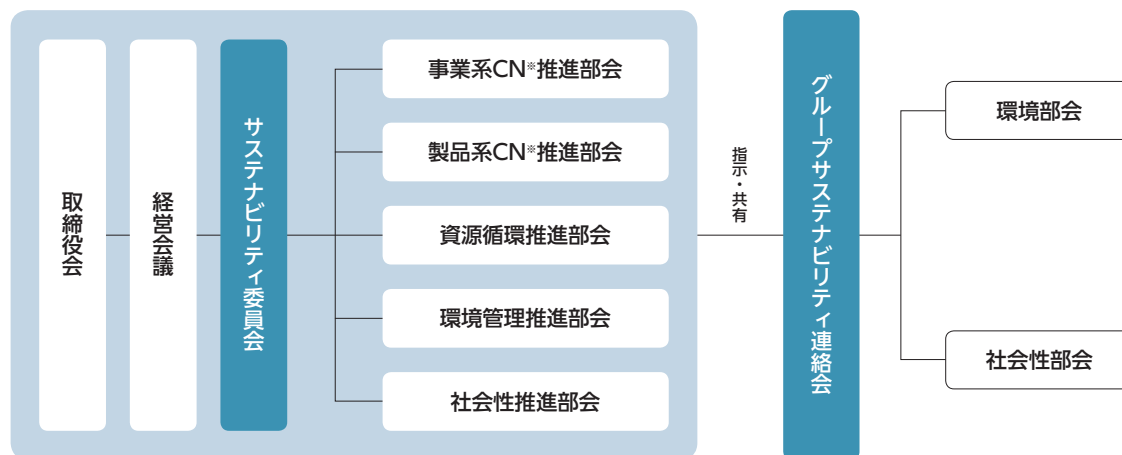 取締役会
経営会議
サステナビリティ委員会
事業系CN※推進部会
製品系CN※推進部会
資源循環推進部会
環境管理推進部会
社会性推進部会
指示・共有
グループサステナビリティ連絡会
環境部会
社会性部会